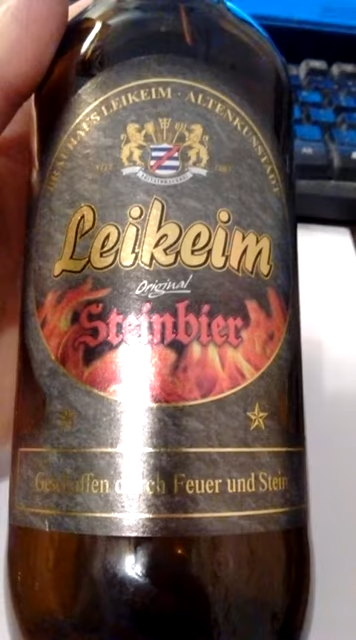 BRAUHAUS LEIKEIM · ALTENKUNSTADT
Leikeim
Original
Steinbier
Geschaffen durch Feuer und Stein